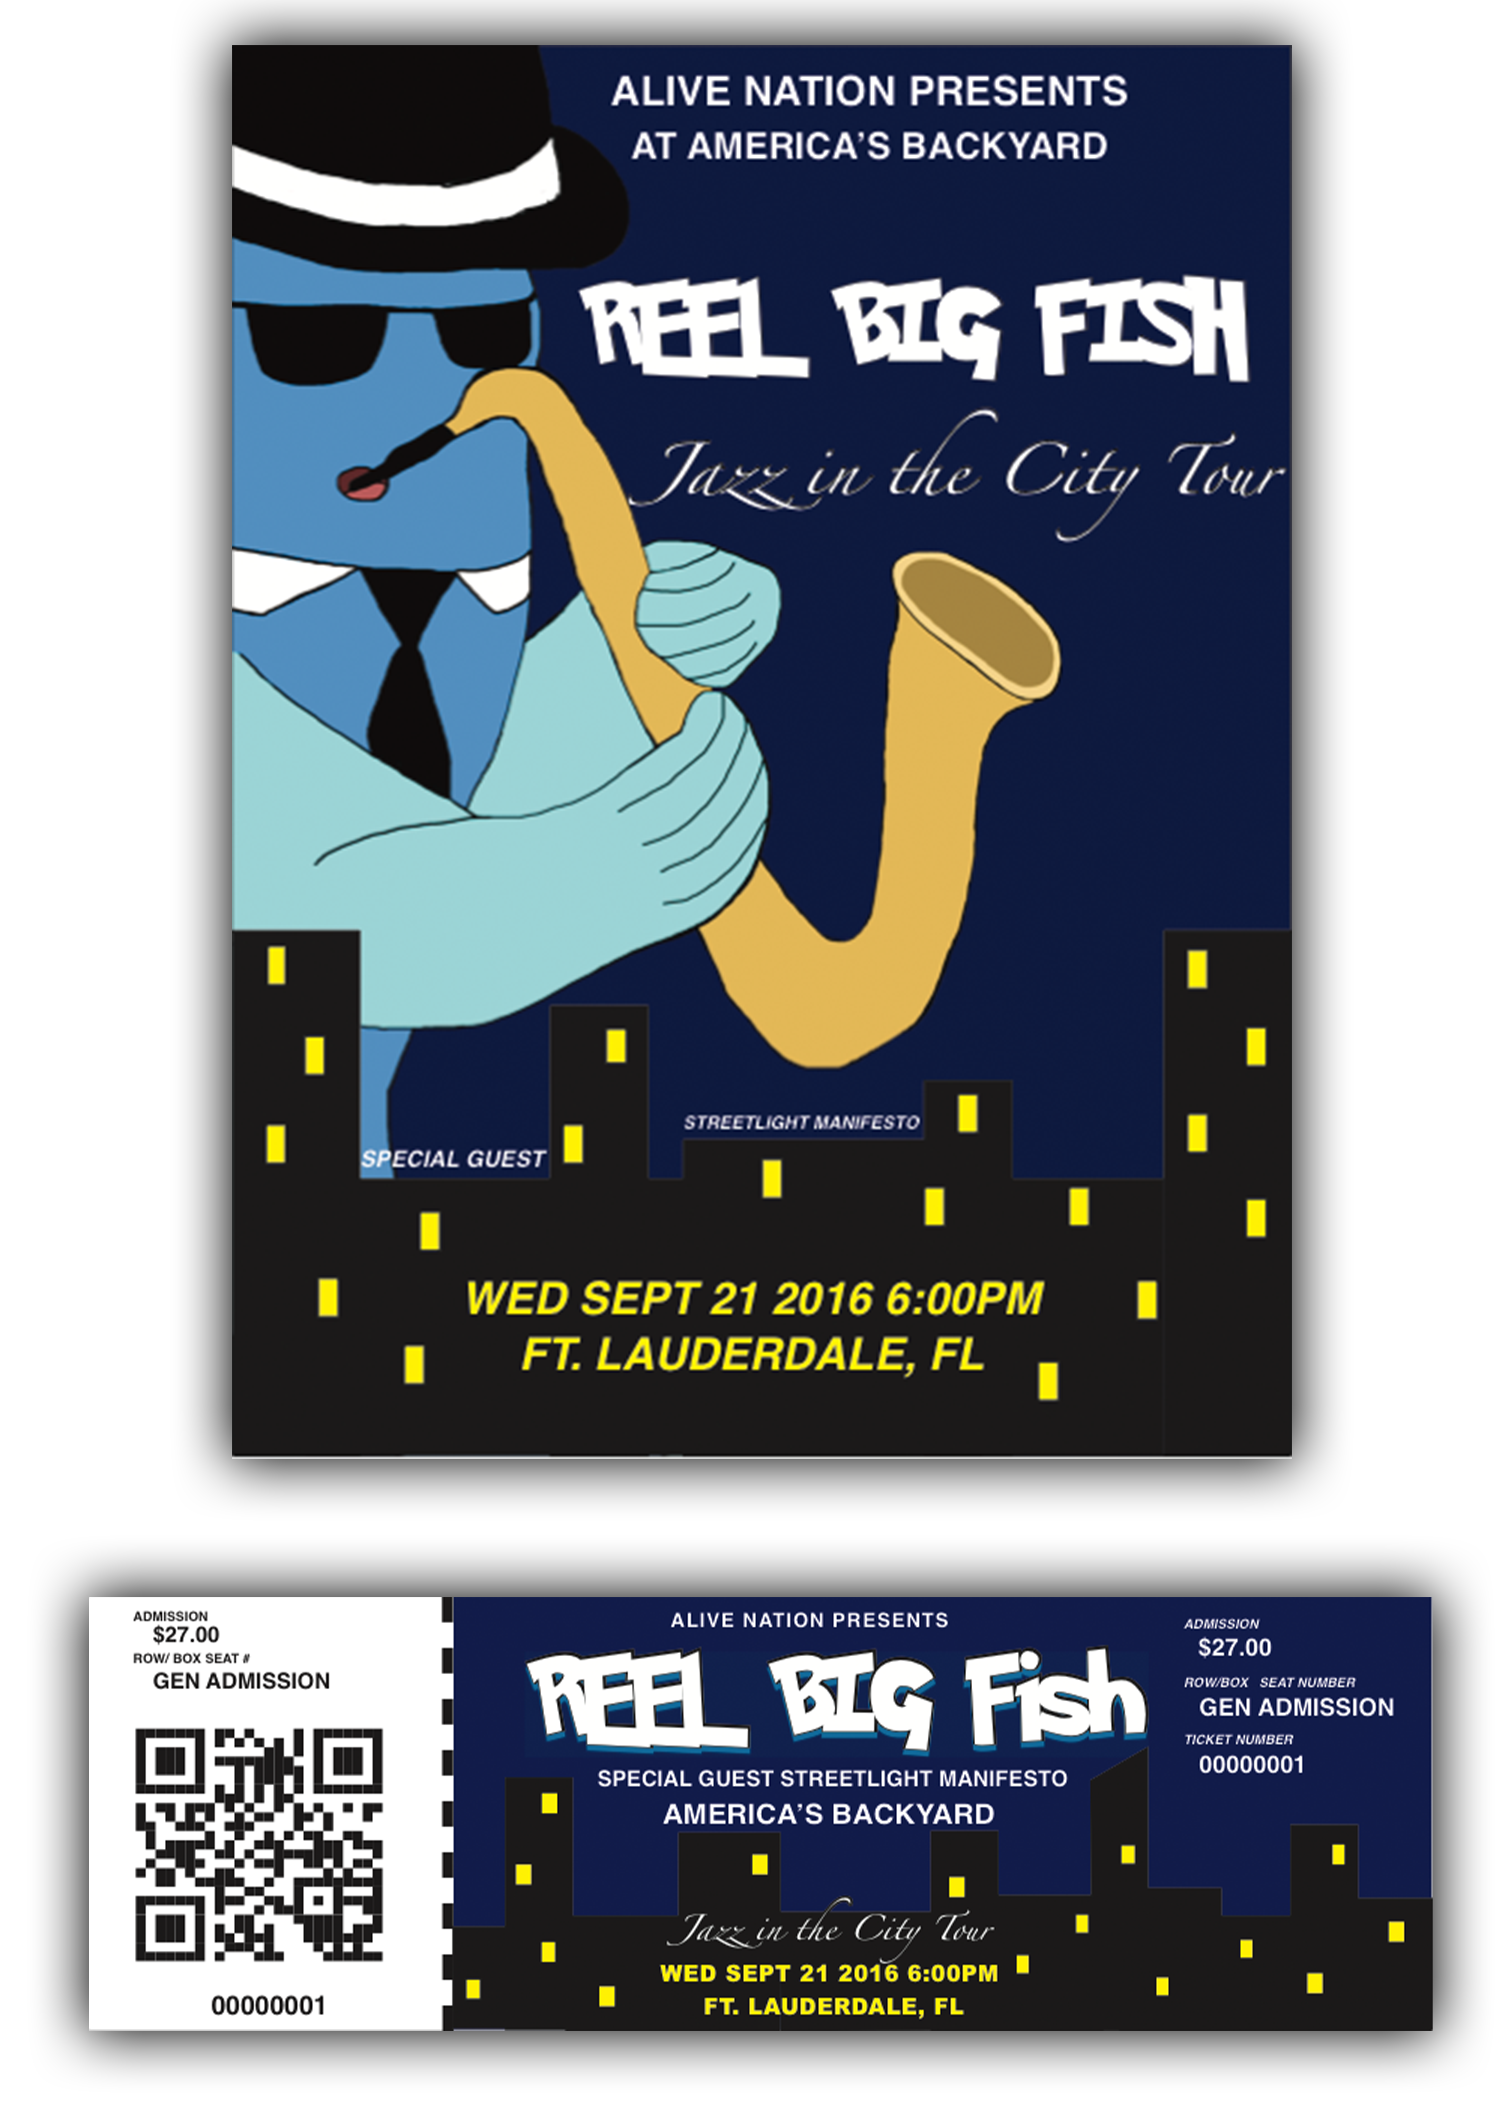 ALIVE NATION PRESENTS
AT AMERICA'S BACKYARD
REEL BIG FISH
Jazz in the City Tour
STREETLIGHT MANIFESTO
SPECIAL GUEST
WED SEPT 21 2016 6:00PM
FT. LAUDERDALE, FL
ADMISSION
$27.00
ROW/ BOX SEAT #
GEN ADMISSION
00000001
ALIVE NATION PRESENTS
REEL BIG Fish
SPECIAL GUEST STREETLIGHT MANIFESTO
AMERICA'S BACKYARD
Jazz in the City Tour
WED SEPT 21 2016 6:00PM
FT. LAUDERDALE, FL
ADMISSION
$27.00
ROW/BOX SEAT NUMBER
GEN ADMISSION
TICKET NUMBER
00000001